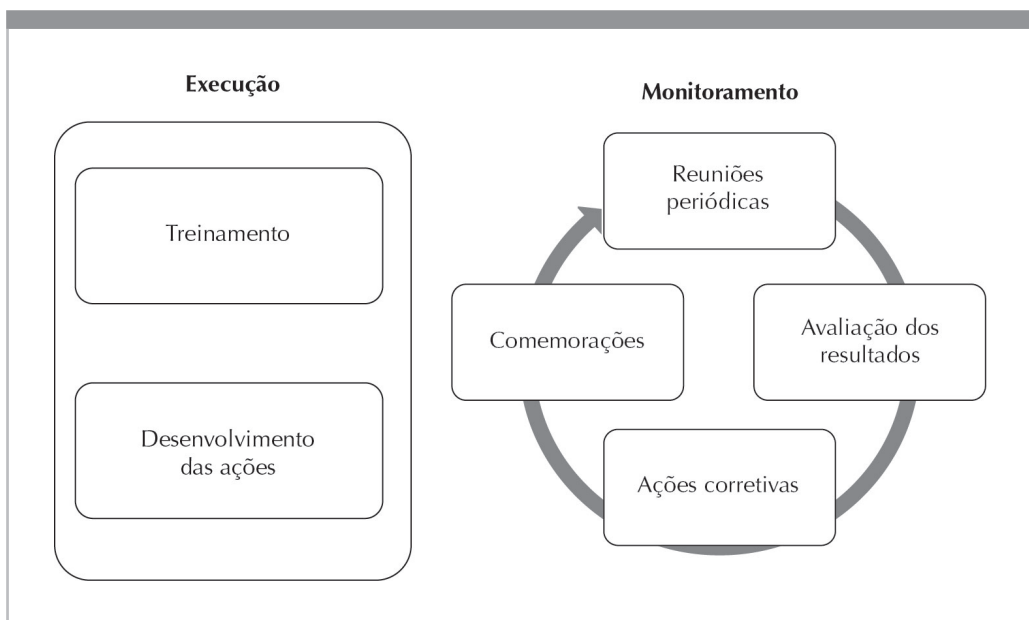 Execução
Treinamento
Desenvolvimento
das ações
Monitoramento
Reuniões
periódicas
Avaliação dos
resultados
Ações corretivas
Comemorações